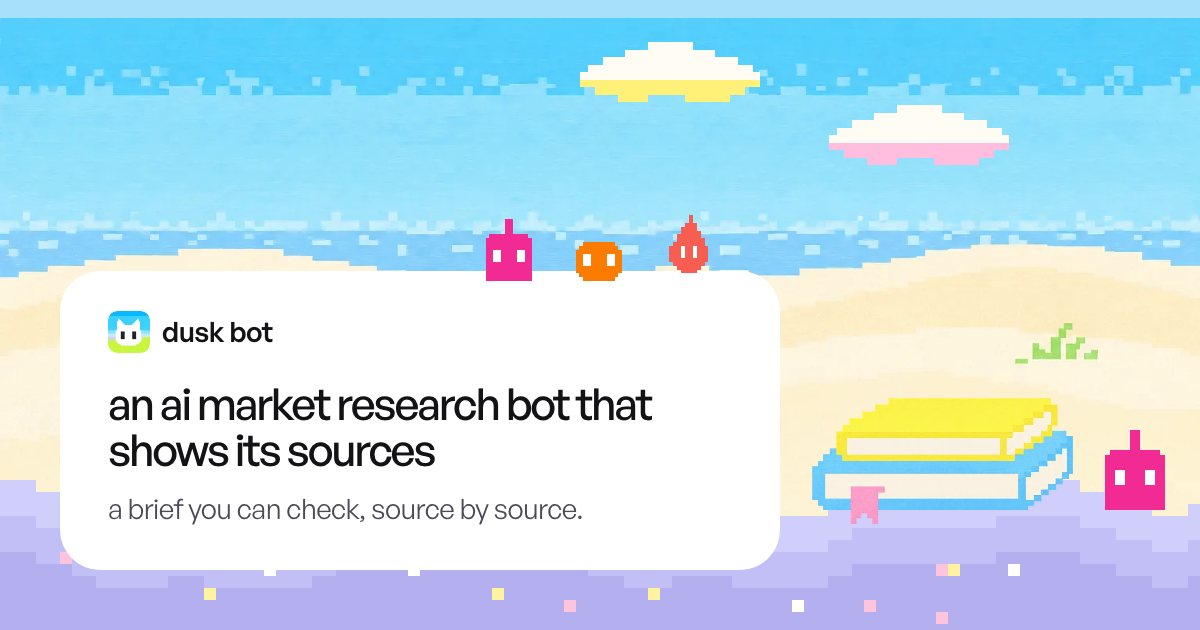 dusk bot
an ai market research bot that
shows its sources
a brief you can check, source by source.